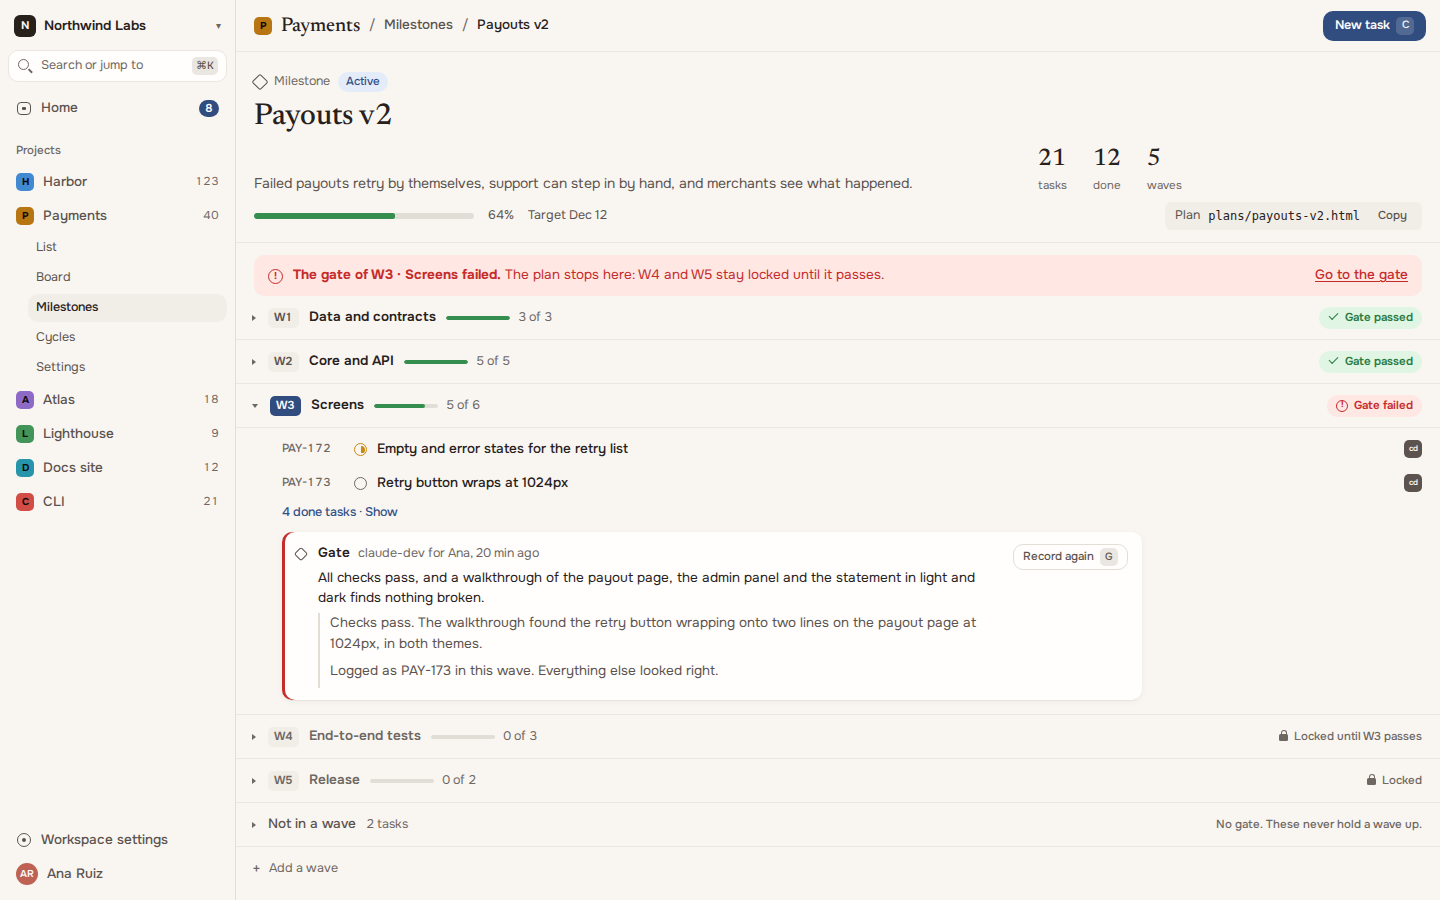 N Northwind Labs
Search or jump to ⌘K
Home 8
Projects
H Harbor 123
P Payments 40
List
Board
Milestones
Cycles
Settings
A Atlas 18
L Lighthouse 9
D Docs site 12
C CLI 21
Workspace settings
AR Ana Ruiz
P Payments / Milestones / Payouts v2
New task C
Milestone Active
Payouts v2
Failed payouts retry by themselves, support can step in by hand, and merchants see what happened.
21 12 5
tasks done waves
64% Target Dec 12
Plan plans/payouts-v2.html Copy
The gate of W3 · Screens failed. The plan stops here: W4 and W5 stay locked until it passes. Go to the gate
W1 Data and contracts 3 of 3 Gate passed
W2 Core and API 5 of 5 Gate passed
W3 Screens 5 of 6 Gate failed
PAY-172 Empty and error states for the retry list cd
PAY-173 Retry button wraps at 1024px cd
4 done tasks · Show
Gate claude-dev for Ana, 20 min ago Record again G
All checks pass, and a walkthrough of the payout page, the admin panel and the statement in light and
dark finds nothing broken.
Checks pass. The walkthrough found the retry button wrapping onto two lines on the payout page at
1024px, in both themes.
Logged as PAY-173 in this wave. Everything else looked right.
W4 End-to-end tests 0 of 3 Locked until W3 passes
W5 Release 0 of 2 Locked
Not in a wave 2 tasks No gate. These never hold a wave up.
+ Add a wave